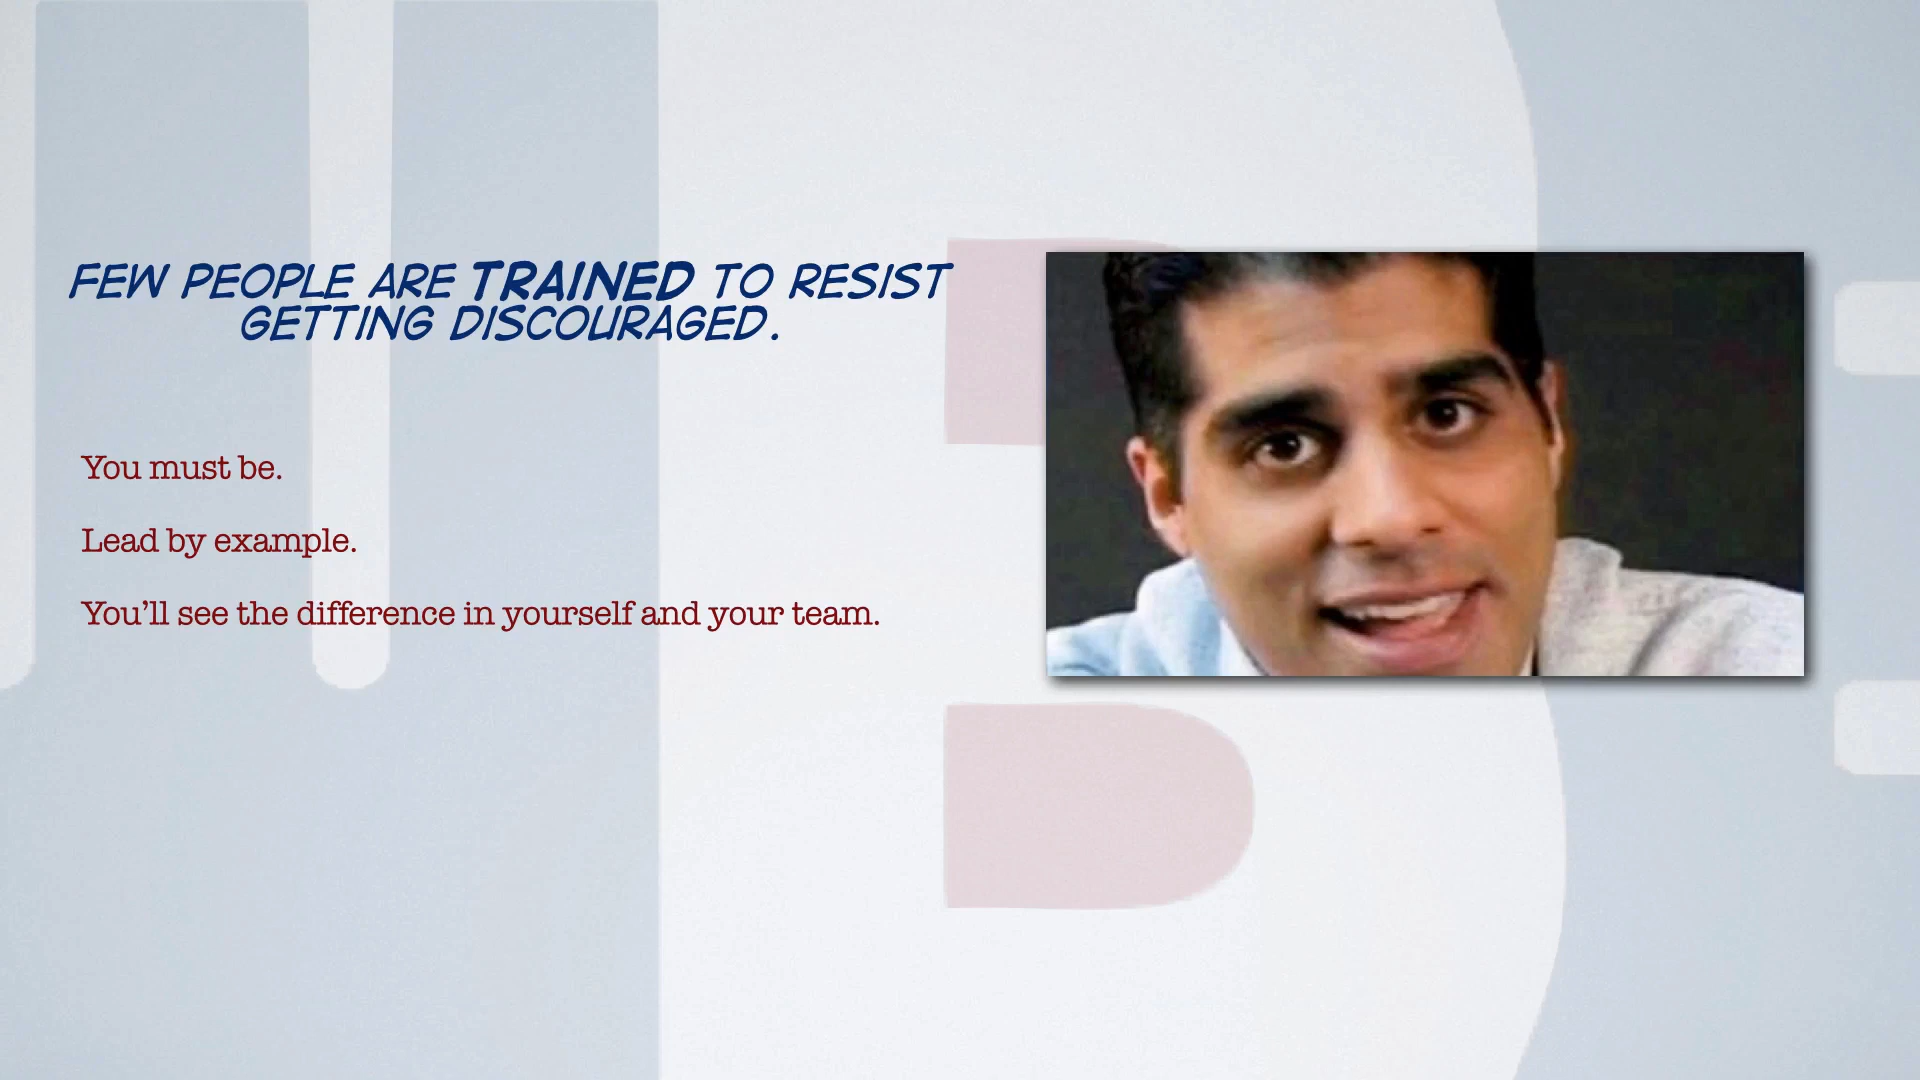 FEW PEOPLE ARE TRAINED TO RESIST
GETTING DISCOURAGED.
You must be.
Lead by example.
You’ll see the difference in yourself and your team.